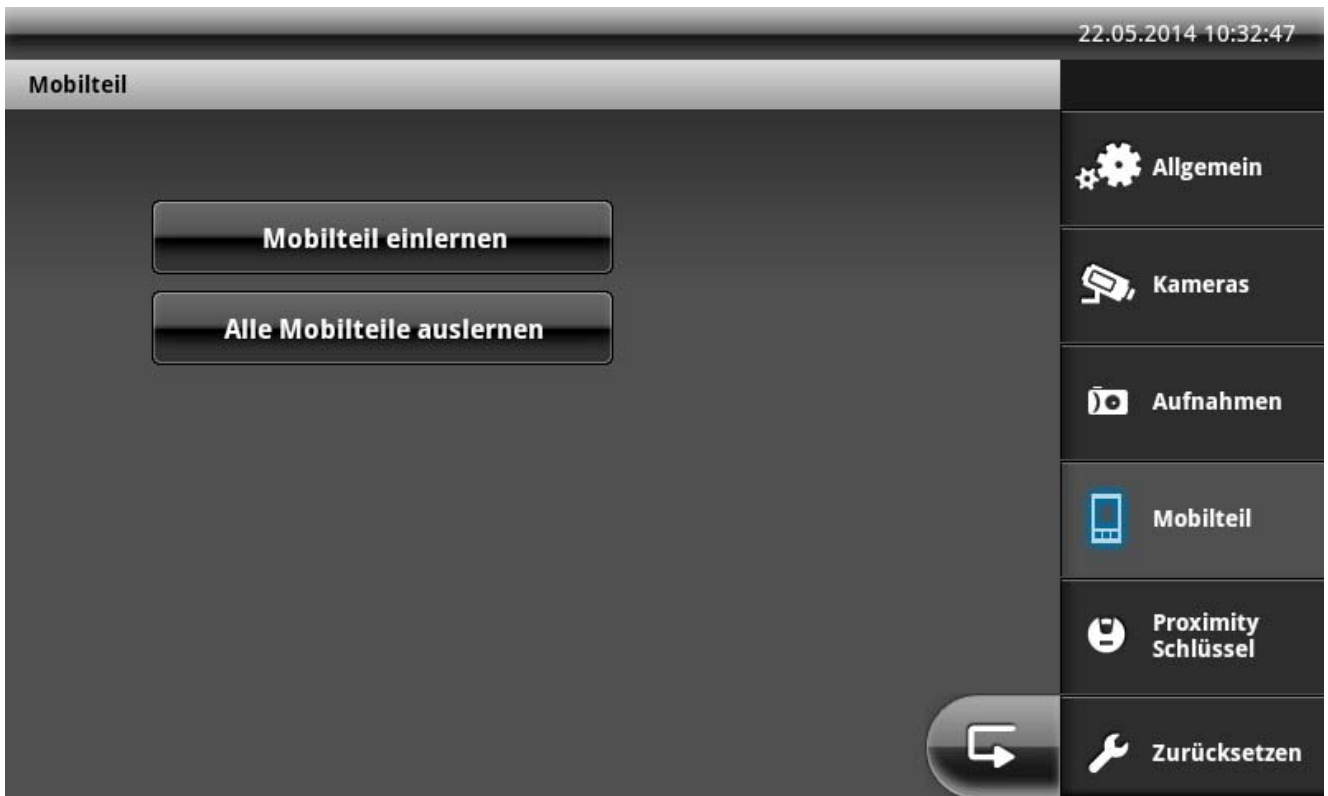 22.05.2014 10:32:47
Mobilteil
Mobilteil einlernen
Alle Mobilteile auslernen
Allgemein
Kameras
Aufnahmen
Mobilteil
Proximity
Schlüssel
Zurücksetzen